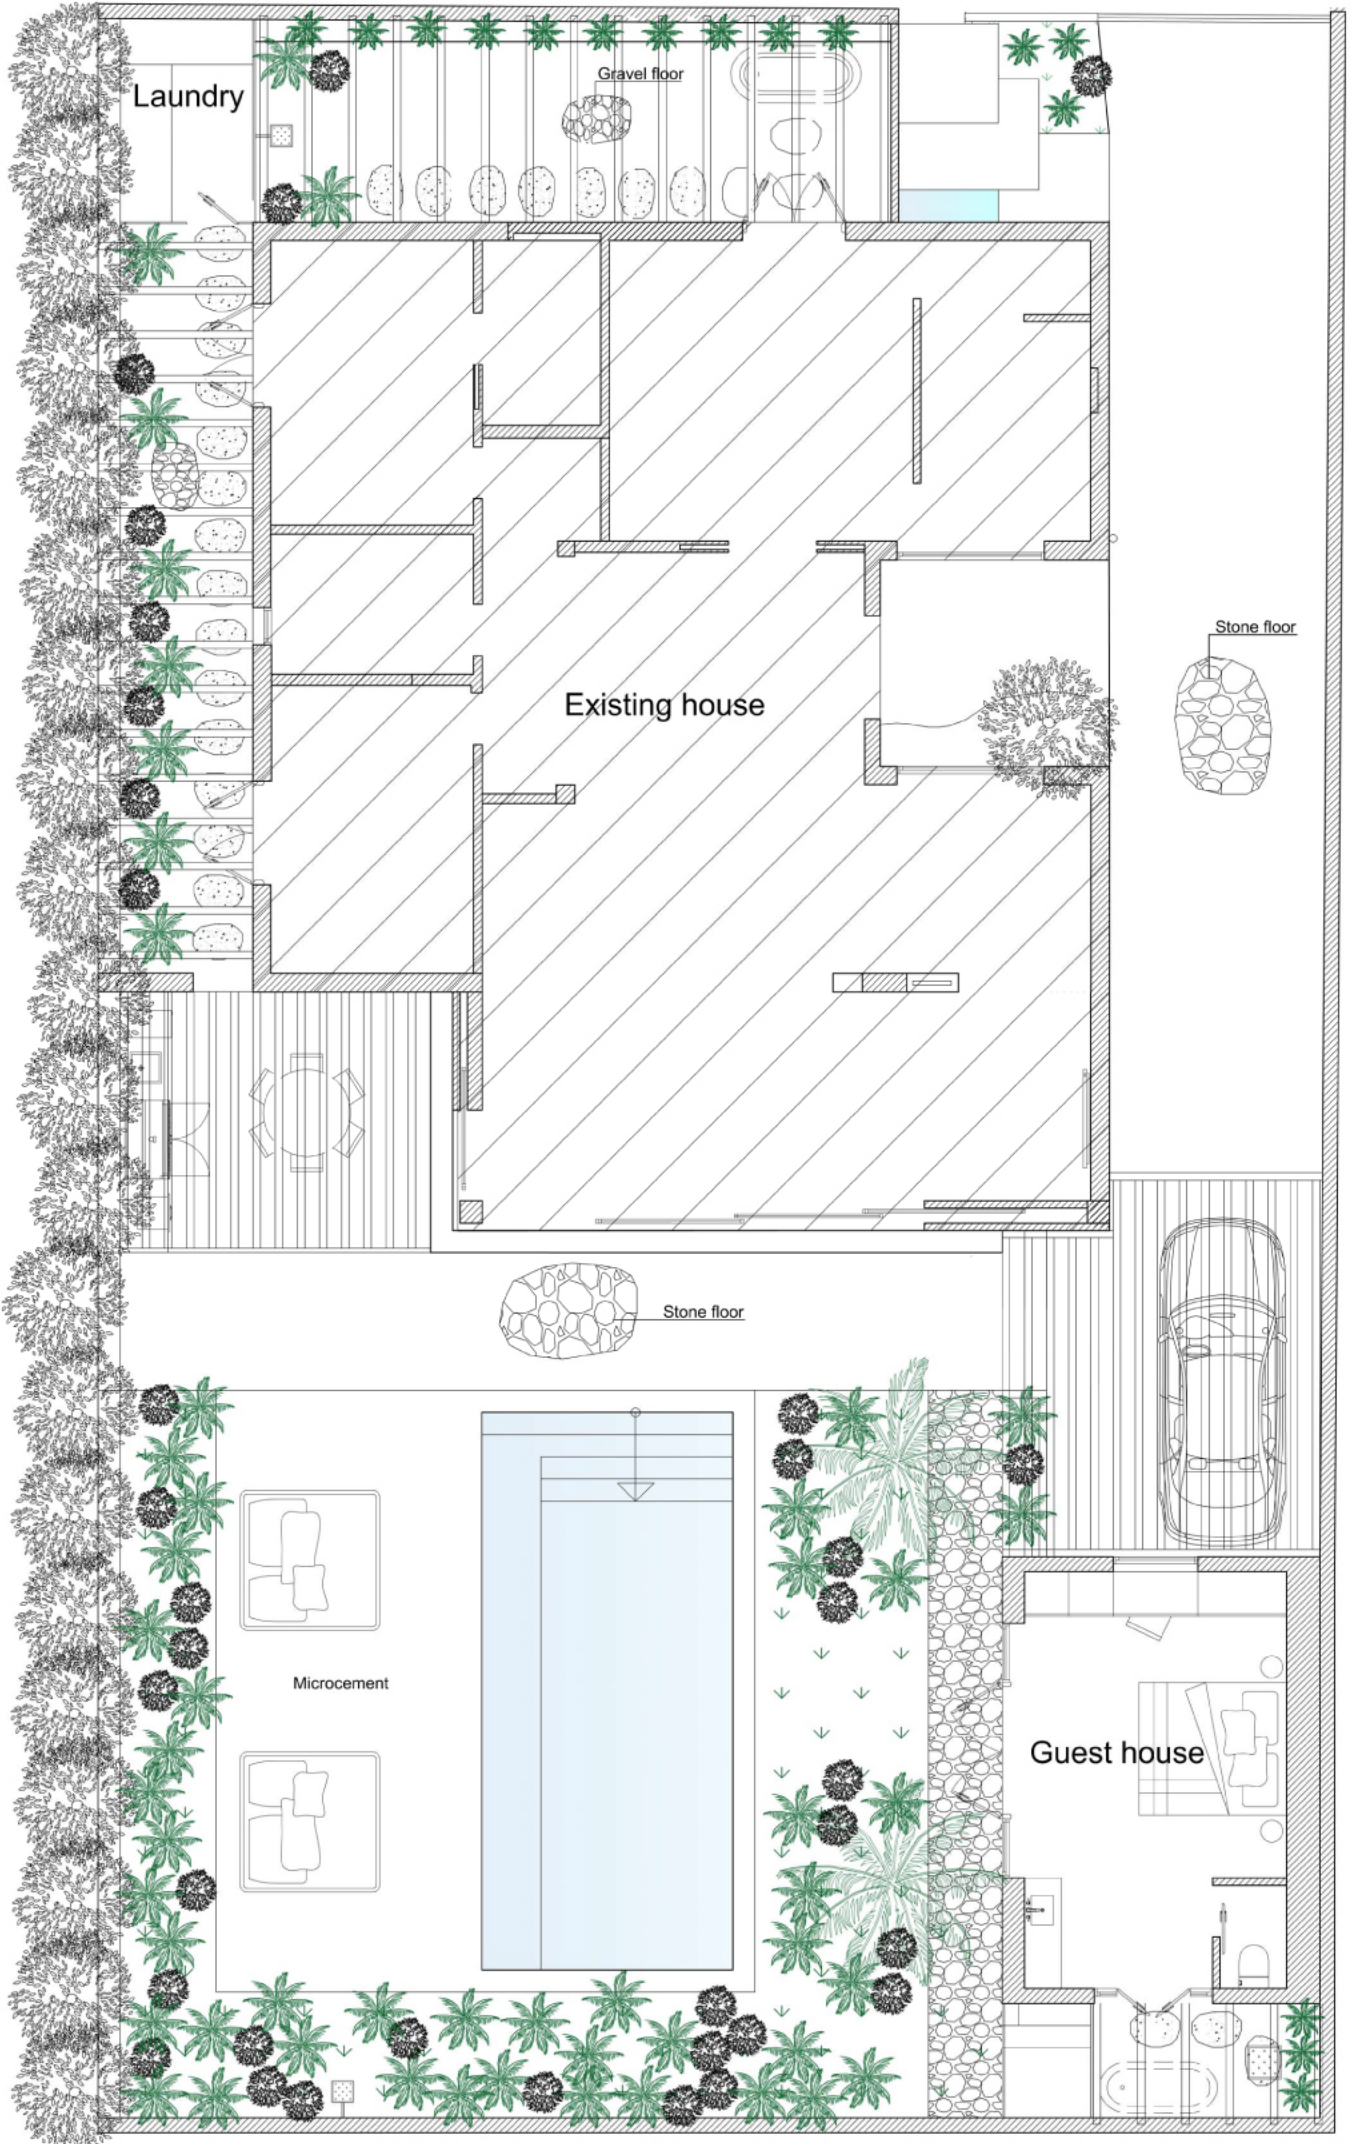 Laundry
Gravel floor
Stone floor
Existing house
Stone floor
Microcement
Guest house